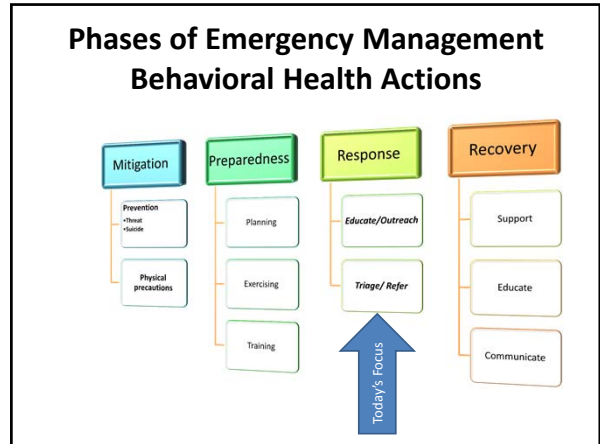 Phases of Emergency Management
Behavioral Health Actions
Mitigation
Prevention
•Threat
•Suicide
Physical
precautions
Preparedness
Planning
Exercising
Training
Response
Educate/Outreach
Triage/ Refer
Today's Focus
Recovery
Support
Educate
Communicate